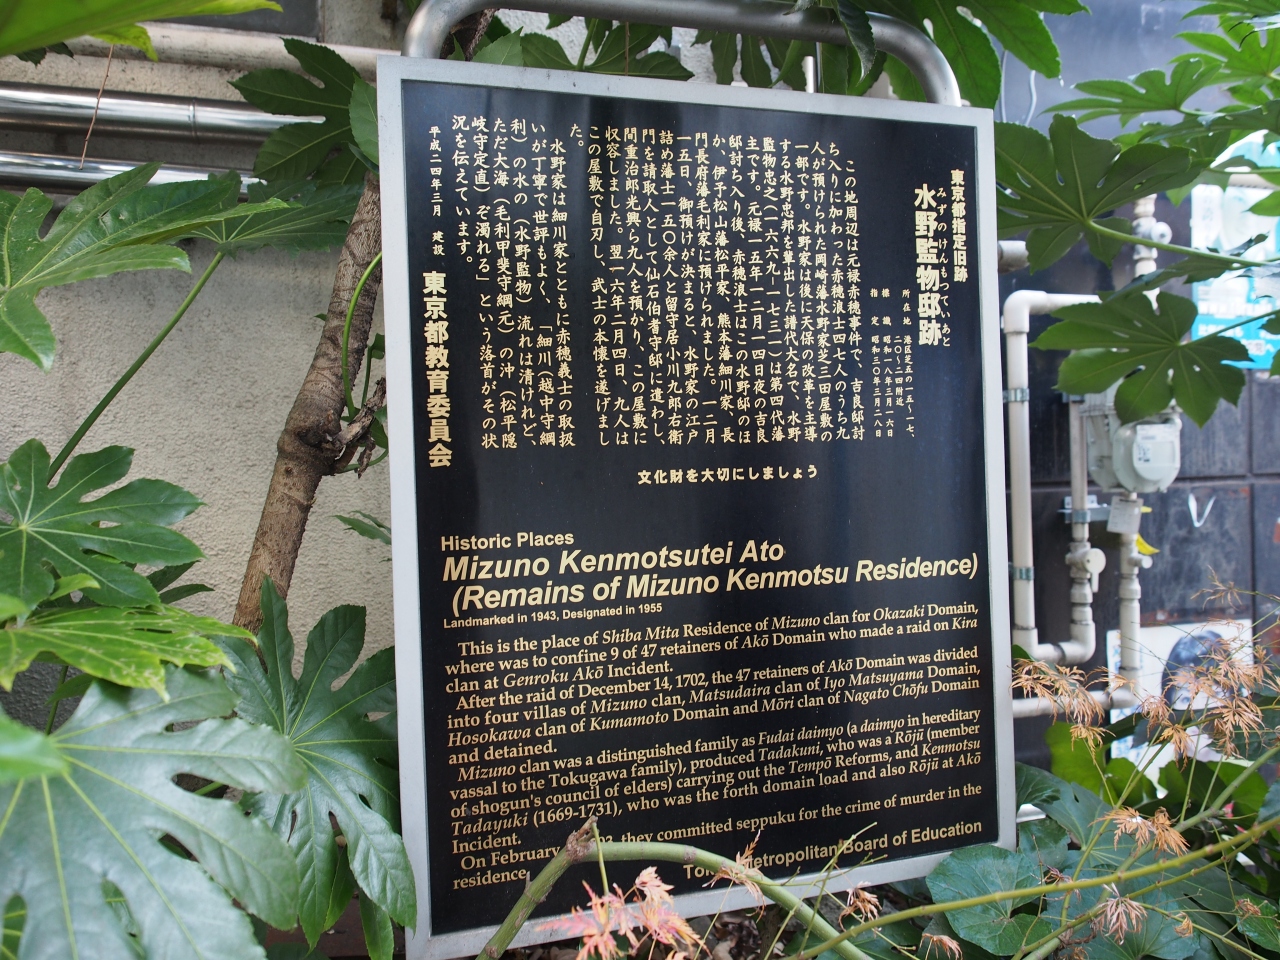 東京都指定旧跡
みずのけんもつていあと
水野監物邸跡
所在地 港区芝五の一五〜一七、
二〇〜二四附近
標識 昭和一八年三月一六日
指定 昭和三〇年三月二八日
この地周辺は元禄赤穂事件で、吉良邸討
ち入りに加わった赤穂浪士四七人のうち九
人が預けられた岡崎藩水野家芝三田屋敷の
一部です。水野家は後に天保の改革を主導
する水野忠邦を輩出した譜代大名で、水野
監物忠之(一六六九-一七三一)は第四代藩
主です。元禄一五年一二月一四日夜の吉良
邸討ち入り後、赤穂浪士はこの水野邸のほ
か、伊予松山藩松平家、熊本藩細川家、長
門長府藩毛利家に預けられました。一二月
一五日、御預けが決まると、水野家の江戸
詰め藩士一五〇余人と留守居小川九郎右衛
門を請取人として仙石伯耆守邸に遣わし、
間重治郎光興ら九人を預かり、この屋敷に
収容しました。翌一六年二月四日、九人は
この屋敷で自刃し、武士の本懐を遂げまし
た。
水野家は細川家とともに赤穂義士の取扱
いが丁寧で世評もよく、「細川(越中守綱
利)の水の(水野監物)流れは清けれど、
ただ大海(毛利甲斐守綱元)の沖(松平隠
岐守定直)ぞ濁れる」という落首がその状
況を伝えています。
平成二四年三月 建設
東京都教育委員会
文化財を大切にしましょう
Historic Places
Mizuno Kenmotsutei Ato
(Remains of Mizuno Kenmotsu Residence)
Landmarked in 1943, Designated in 1955
This is the place of Shiba Mita Residence of Mizuno clan for Okazaki Domain,
where was to confine 9 of 47 retainers of Akō Domain who made a raid on Kira
clan at Genroku Akō Incident.
After the raid of December 14, 1702, the 47 retainers of Akō Domain was divided
into four villas of Mizuno clan, Matsudaira clan of Iyo Matsuyama Domain,
Hosokawa clan of Kumamoto Domain and Mōri clan of Nagato Chōfu Domain
and detained.
Mizuno clan was a distinguished family as Fudai daimyo (a daimyo in hereditary
vassal to the Tokugawa family), produced Tadakuni, who was a Rōjū (member
of shogun's council of elders) carrying out the Tempō Reforms, and Kenmotsu
Tadayuki (1669-1731), who was the forth domain load and also Rōjū at Akō
Incident.
On February they committed seppuku for the crime of murder in the
residence.
Metropolitan Board of Education